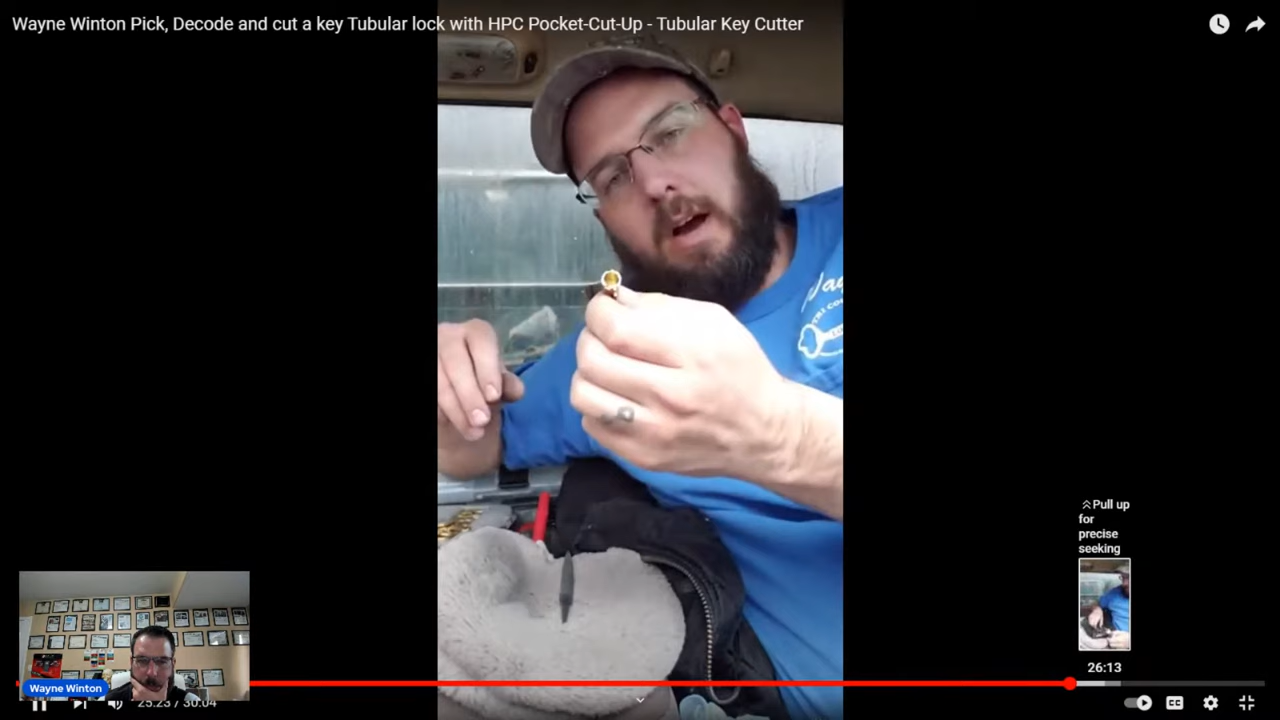 Wayne Winton Pick, Decode and cut a key Tubular lock with HPC Pocket-Cut-Up - Tubular Key Cutter
Pull up
for
precise
seeking
26:13
Wayne Winton
25:23 / 30:04
CC